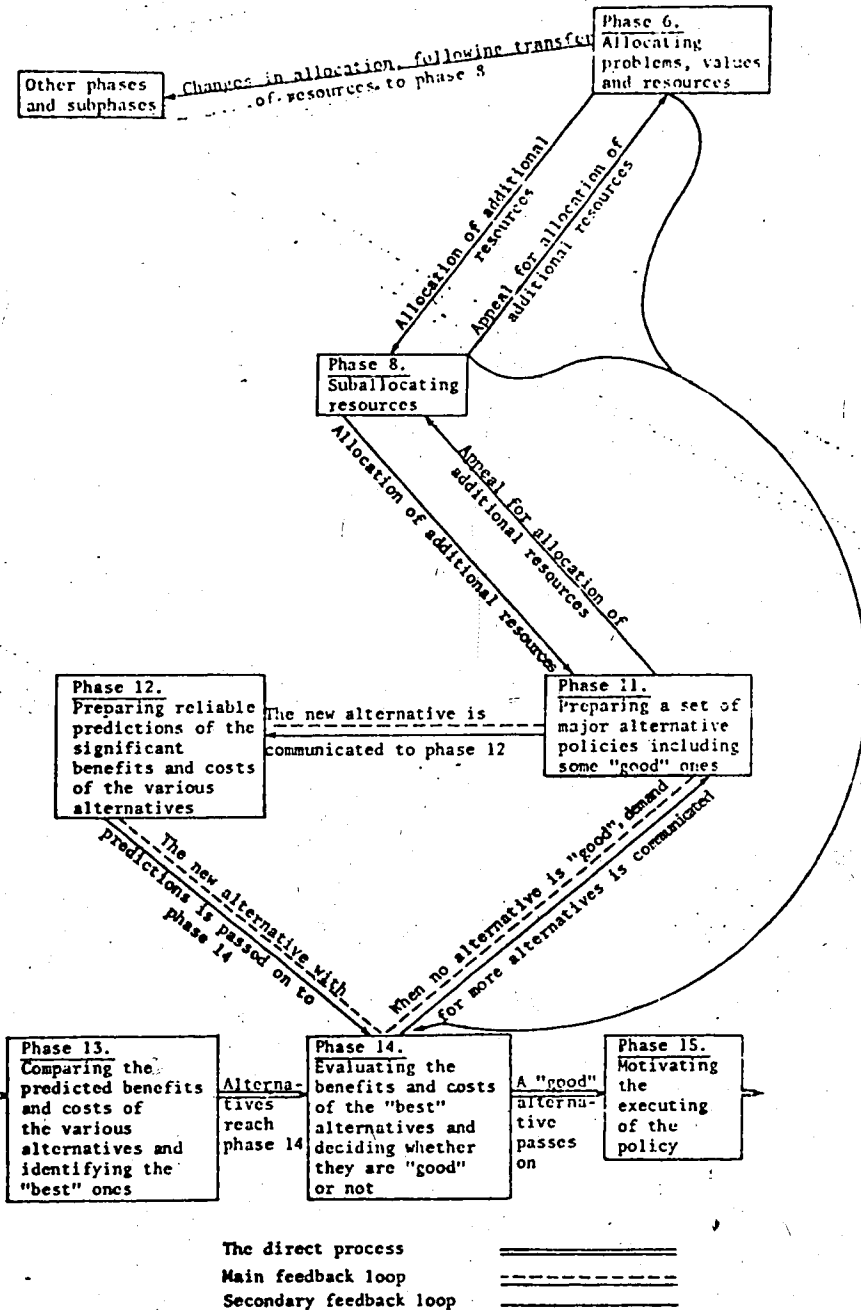 Phase 6.
Allocating
problems, values
and resources
Other phases
and subphases
Changes in allocation, following transfer
of resources, to phase 8
Allocation of additional
resources
Appeal for allocation of
additional resources
Phase 8.
Suballocating
resources
Allocation of additional resources
Appeal for allocation of
additional resources
Phase 12.
Preparing reliable
predictions of the
significant
benefits and costs
of the various
alternatives
The new alternative is
communicated to phase 12
Phase 11.
Preparing a set of
major alternative
policies including
some "good" ones
The new alternative with
predictions is passed on to
phase 14
When no alternative is "good", demand
for more alternatives is communicated
Phase 13.
Comparing the
predicted benefits
and costs of
the various
alternatives and
identifying the
"best" ones
Alterna-
tives
reach
phase 14
Phase 14.
Evaluating the
benefits and costs
of the "best"
alternatives and
deciding whether
they are "good"
or not
A "good"
alterna-
tive
passes
on
Phase 15.
Motivating
the
executing
of the
policy
The direct process
Main feedback loop
Secondary feedback loop